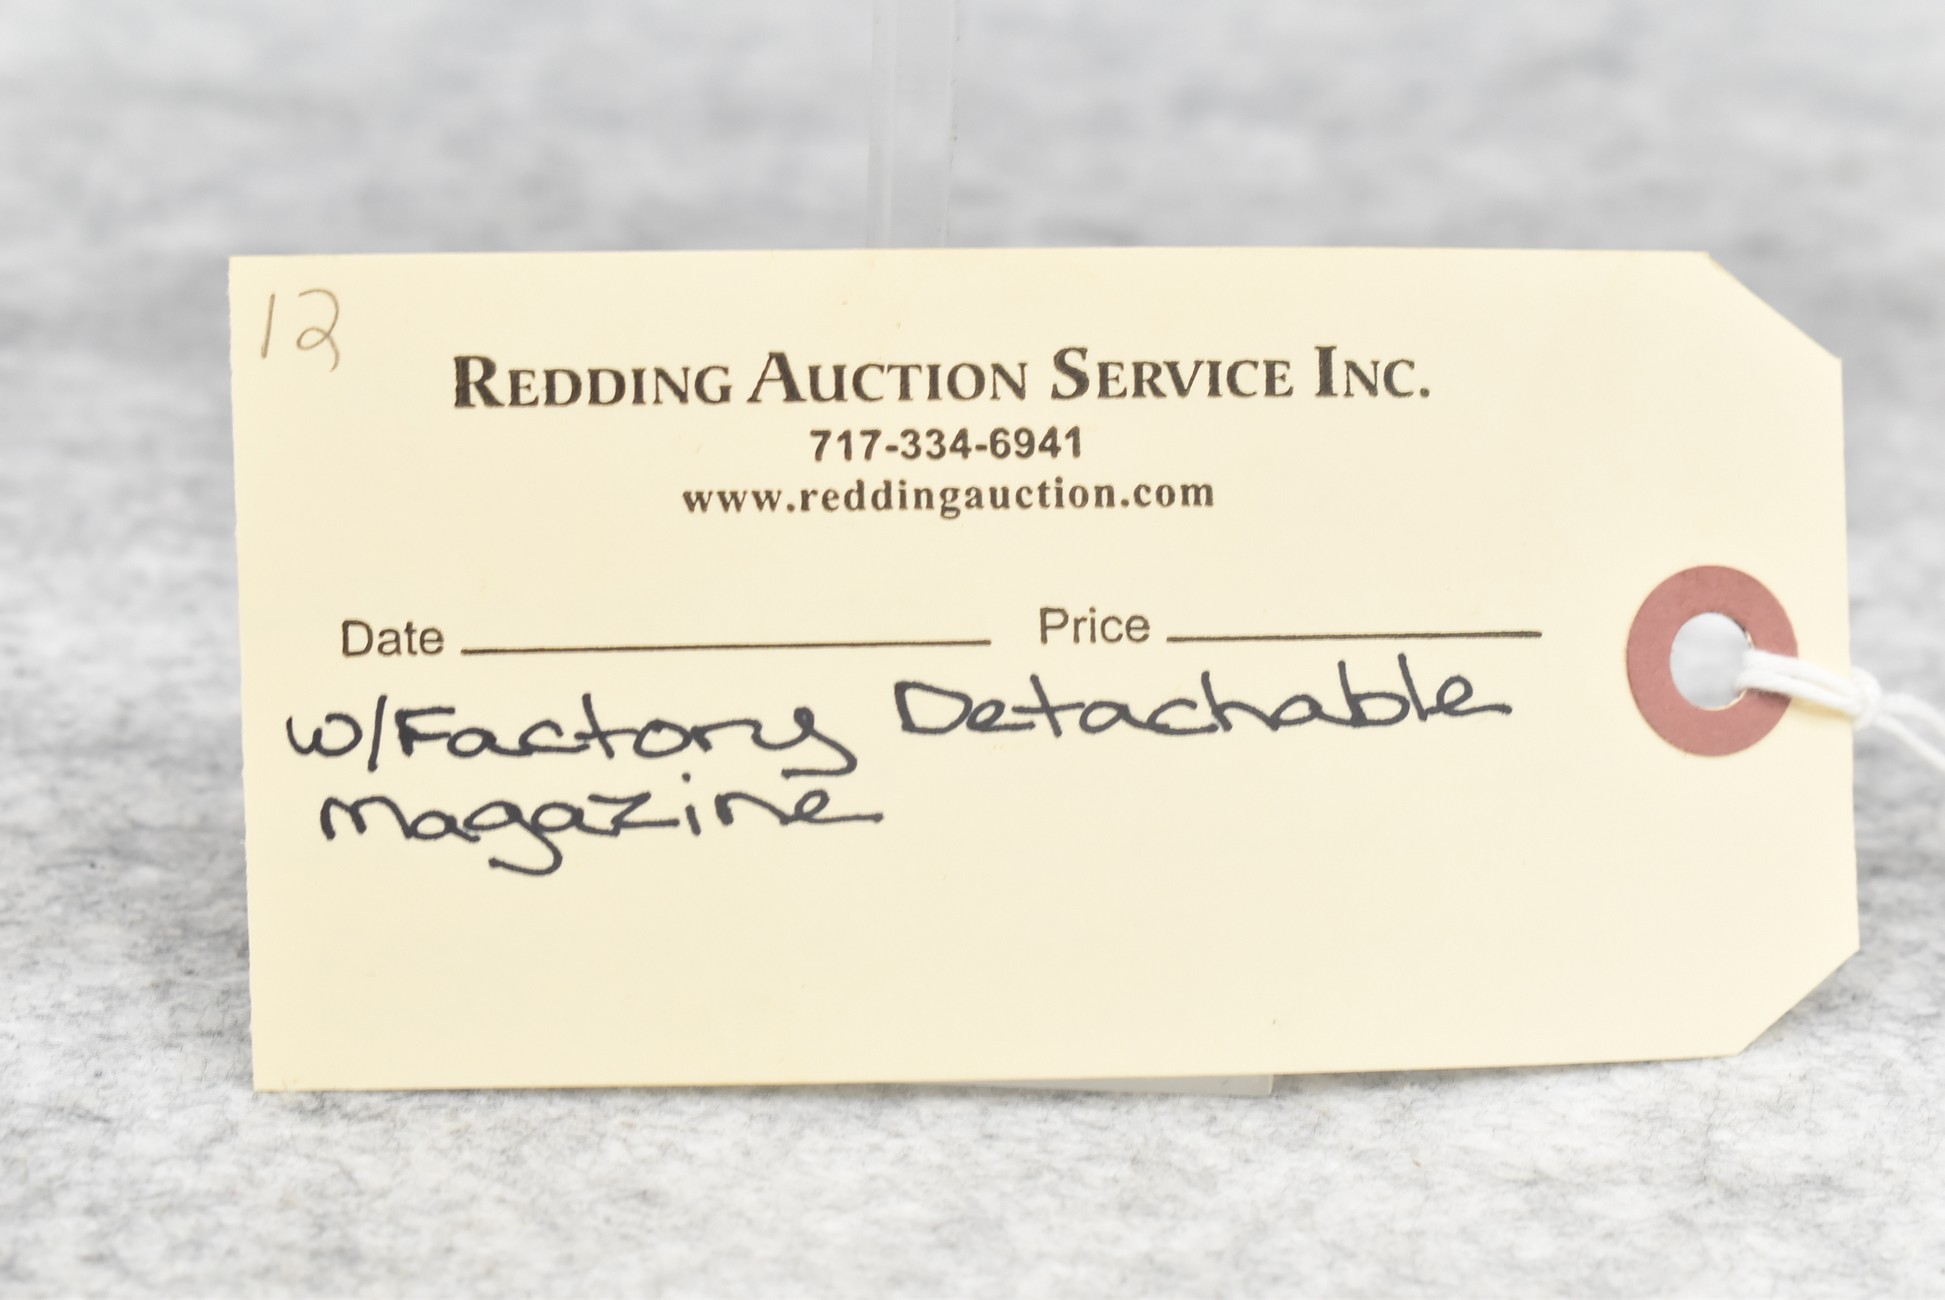 12
REDDING AUCTION SERVICE INC.
717-334-6941
www.reddingauction.com
Date Price
w/Factory Detachable
Magazine